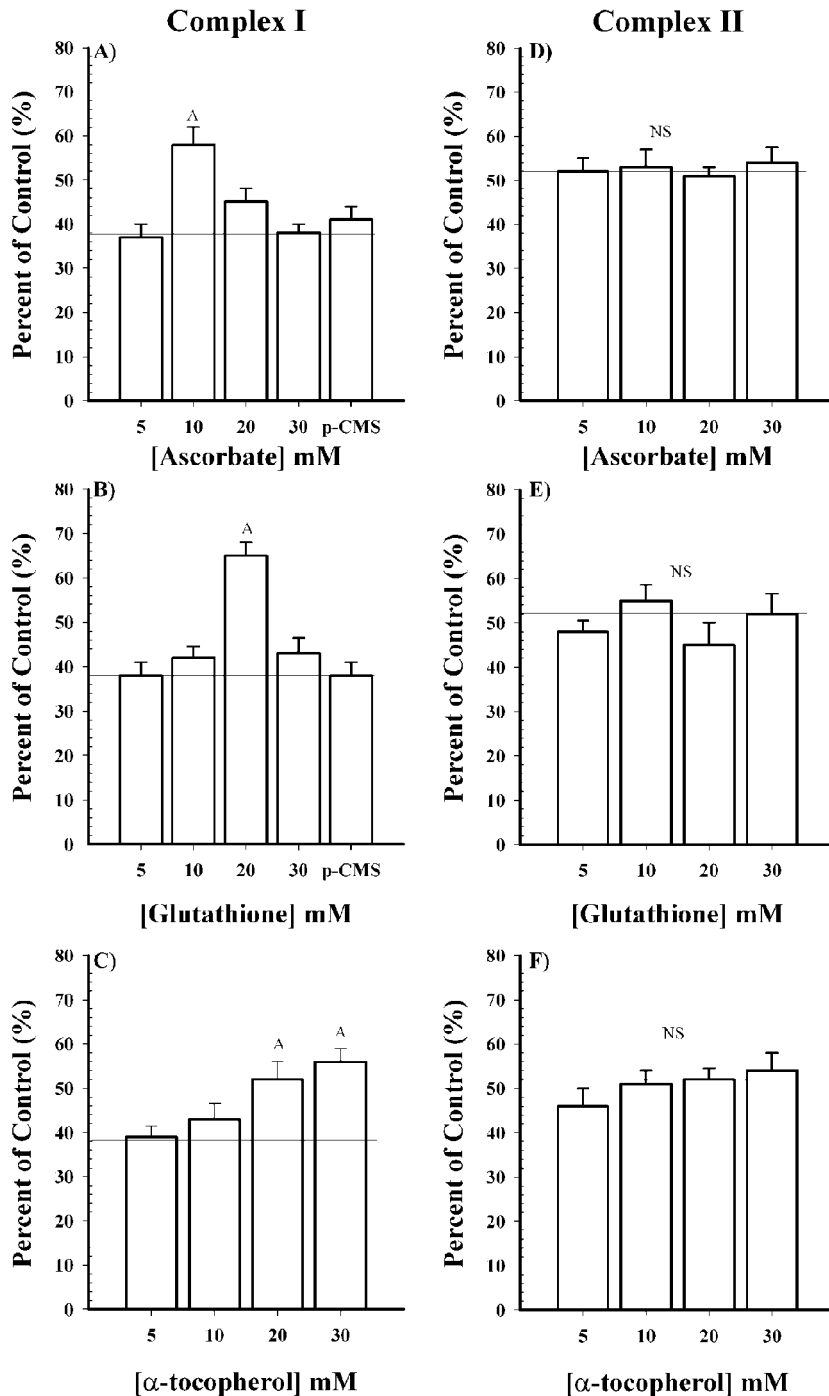 Complex I
A)
Percent of Control (%)
80
70
60
50
40
30
20
10
0
A
5 10 20 30 p-CMS
[Ascorbate] mM
B)
Percent of Control (%)
80
70
60
50
40
30
20
10
0
A
5 10 20 30 p-CMS
[Glutathione] mM
C)
Percent of Control (%)
80
70
60
50
40
30
20
10
0
A A
5 10 20 30
[α-tocopherol] mM
Complex II
D)
Percent of Control (%)
80
70
60
50
40
30
20
10
0
NS
5 10 20 30
[Ascorbate] mM
E)
Percent of Control (%)
80
70
60
50
40
30
20
10
0
NS
5 10 20 30
[Glutathione] mM
F)
Percent of Control (%)
80
70
60
50
40
30
20
10
0
NS
5 10 20 30
[α-tocopherol] mM